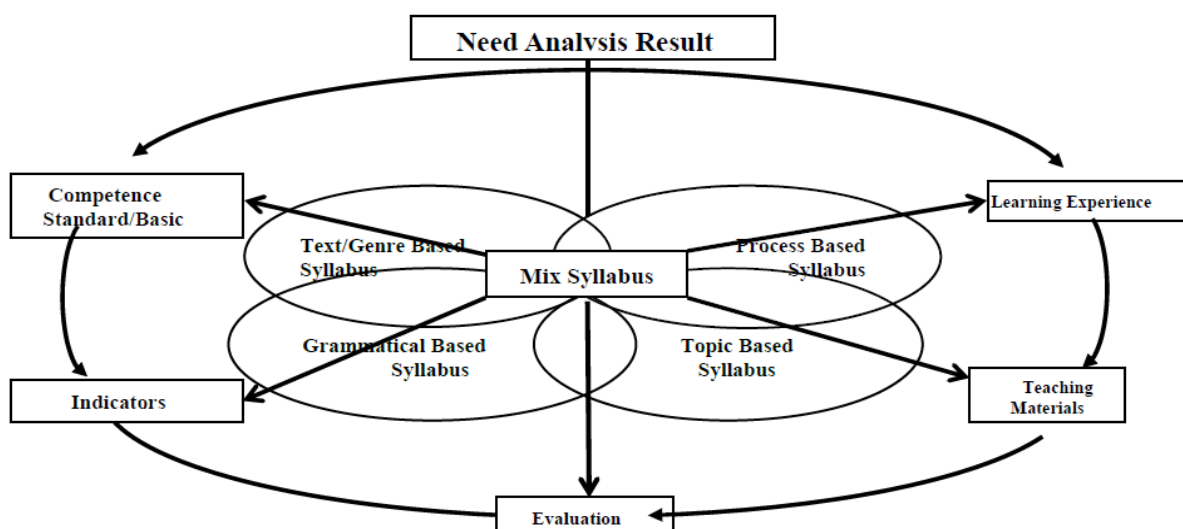 Need Analysis Result
Competence
Standard/Basic
Learning Experience
Text/Genre Based
Syllabus
Process Based
Syllabus
Mix Syllabus
Grammatical Based
Syllabus
Topic Based
Syllabus
Indicators
Teaching
Materials
Evaluation